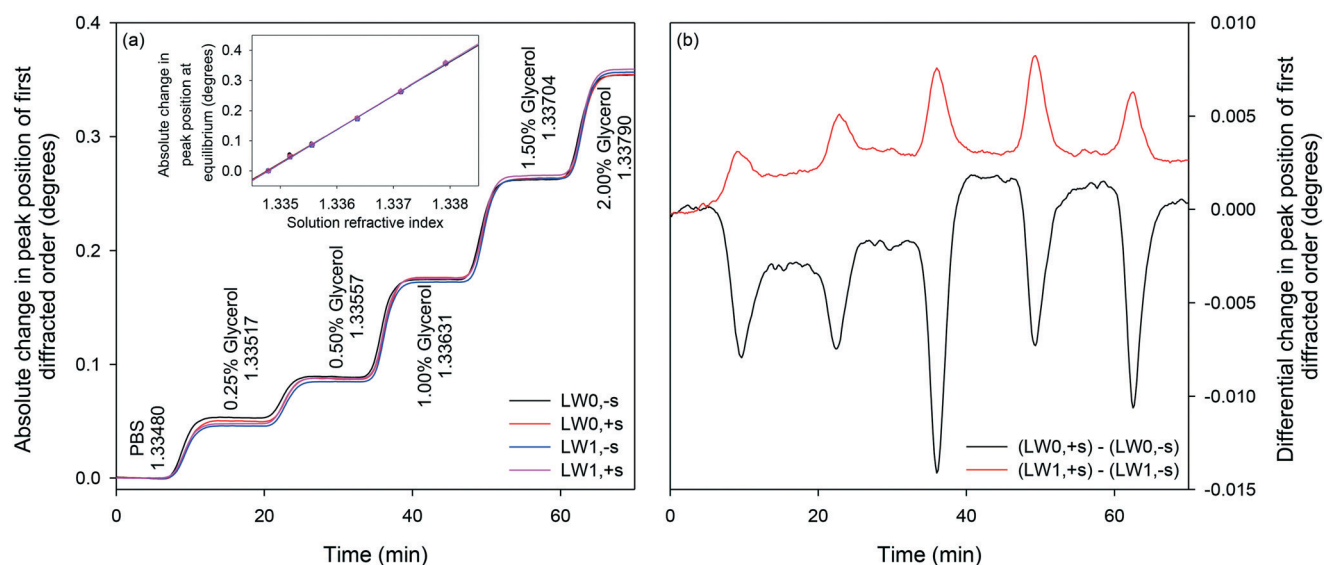 Absolute change in peak position of first
diffracted order (degrees)
0.4
0.3
0.2
0.1
0.0
(a)
Absolute change in
peak position at
equilibrium (degrees)
0.4
0.3
0.2
0.1
0.0
1.335
1.336
1.337
1.338
Solution refractive index
PBS
1.33480
0.25% Glycerol
1.33517
0.50% Glycerol
1.33557
1.00% Glycerol
1.33631
1.50% Glycerol
1.33704
2.00% Glycerol
1.33790
LW0,-s
LW0,+s
LW1,-s
LW1,+s
0
20
40
60
Time (min)
(b)
(LW0,+s) - (LW0,-s)
(LW1,+s) - (LW1,-s)
0
20
40
60
Time (min)
0.010
0.005
0.000
-0.005
-0.010
-0.015
Differential change in peak position of first
diffracted order (degrees)